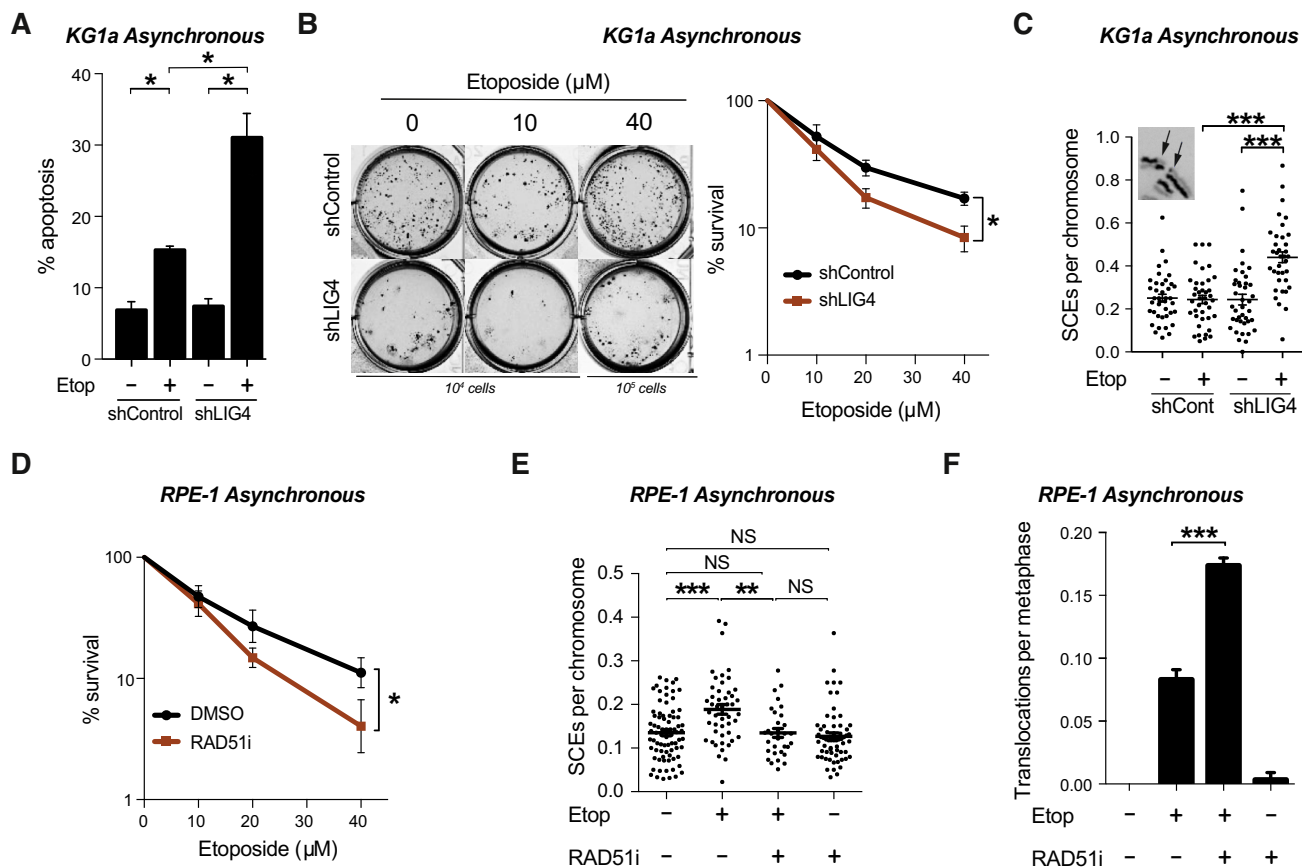 A
KG1a Asynchronous
*
* *
40
30
20
10
0
% apoptosis
Etop − + − +
shControl shLIG4
B
KG1a Asynchronous
Etoposide (µM)
0 10 40
shControl
shLIG4
10⁴ cells 10⁵ cells
100
10
1
% survival
shControl
shLIG4
*
0 10 20 30 40
Etoposide (µM)
C
KG1a Asynchronous
***
***
1.0
0.8
0.6
0.4
0.2
0.0
SCEs per chromosome
Etop − + − +
shCont shLIG4
D
RPE-1 Asynchronous
100
10
1
% survival
DMSO
RAD51i
*
0 10 20 30 40
Etoposide (µM)
E
RPE-1 Asynchronous
NS
NS
*** ** NS
0.5
0.4
0.3
0.2
0.1
0.0
SCEs per chromosome
Etop − + + −
RAD51i − − + +
F
RPE-1 Asynchronous
***
0.20
0.15
0.10
0.05
0.00
Translocations per metaphase
Etop − + + −
RAD51i − − + +